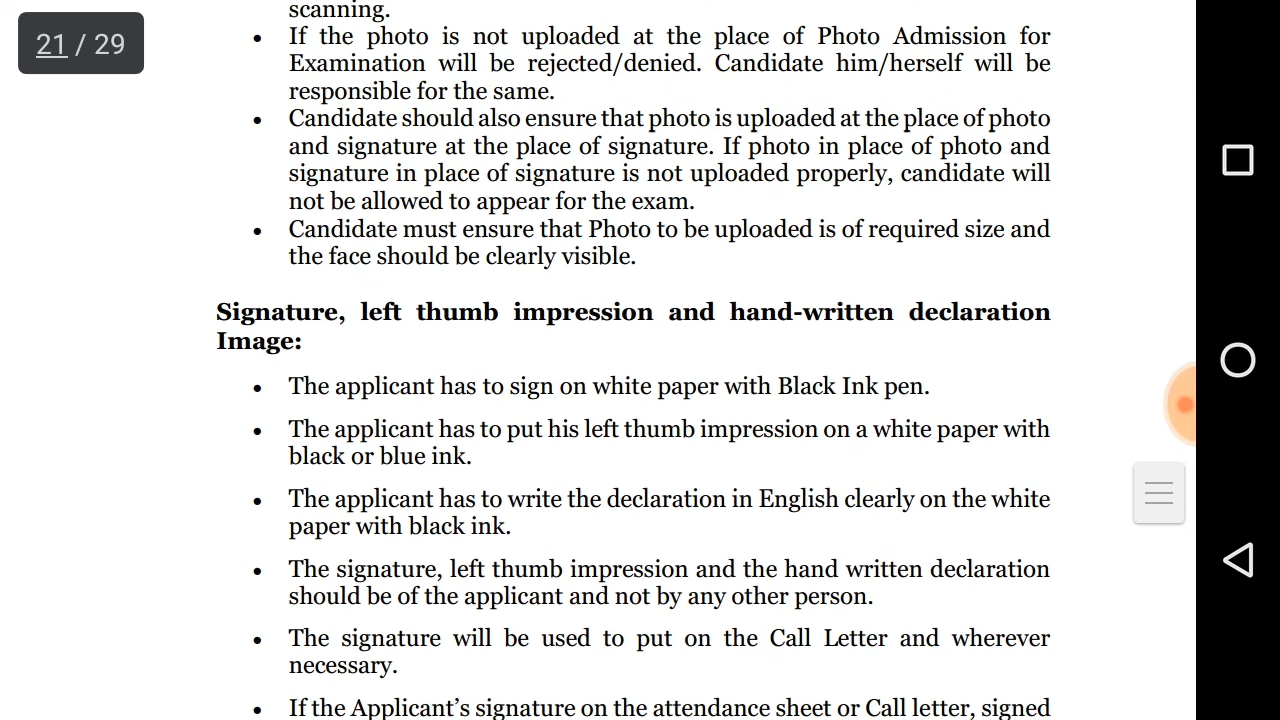 21 / 29
scanning.
• If the photo is not uploaded at the place of Photo Admission for
Examination will be rejected/denied. Candidate him/herself will be
responsible for the same.
• Candidate should also ensure that photo is uploaded at the place of photo
and signature at the place of signature. If photo in place of photo and
signature in place of signature is not uploaded properly, candidate will
not be allowed to appear for the exam.
• Candidate must ensure that Photo to be uploaded is of required size and
the face should be clearly visible.
Signature, left thumb impression and hand-written declaration
Image:
• The applicant has to sign on white paper with Black Ink pen.
• The applicant has to put his left thumb impression on a white paper with
black or blue ink.
• The applicant has to write the declaration in English clearly on the white
paper with black ink.
• The signature, left thumb impression and the hand written declaration
should be of the applicant and not by any other person.
• The signature will be used to put on the Call Letter and wherever
necessary.
• If the Applicant’s signature on the attendance sheet or Call letter, signed